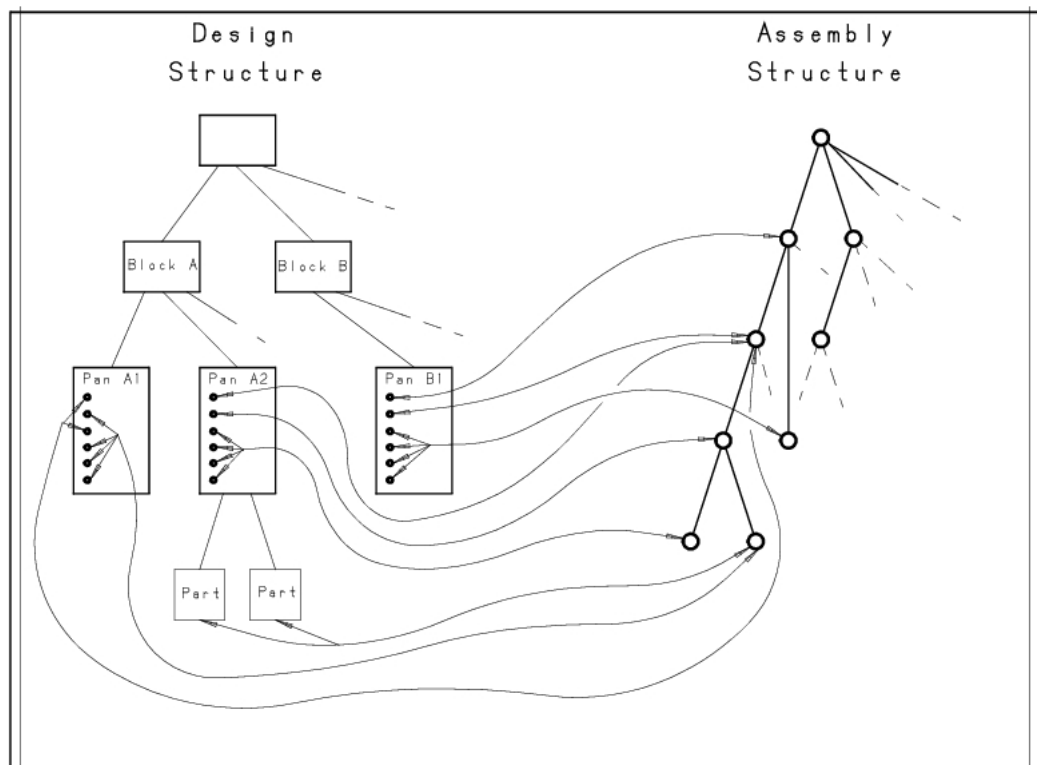 Design
Structure
Assembly
Structure
Block A
Block B
Pan A1
Pan A2
Pan B1
Part
Part